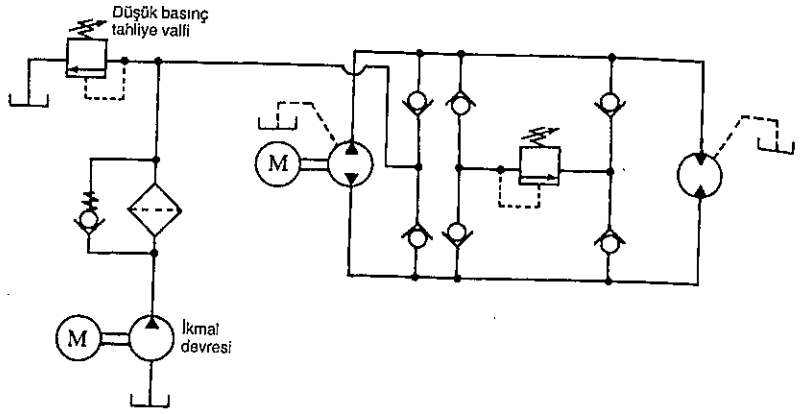 Düşük basınç
tahliye valfi
M
M
İkmal
devresi